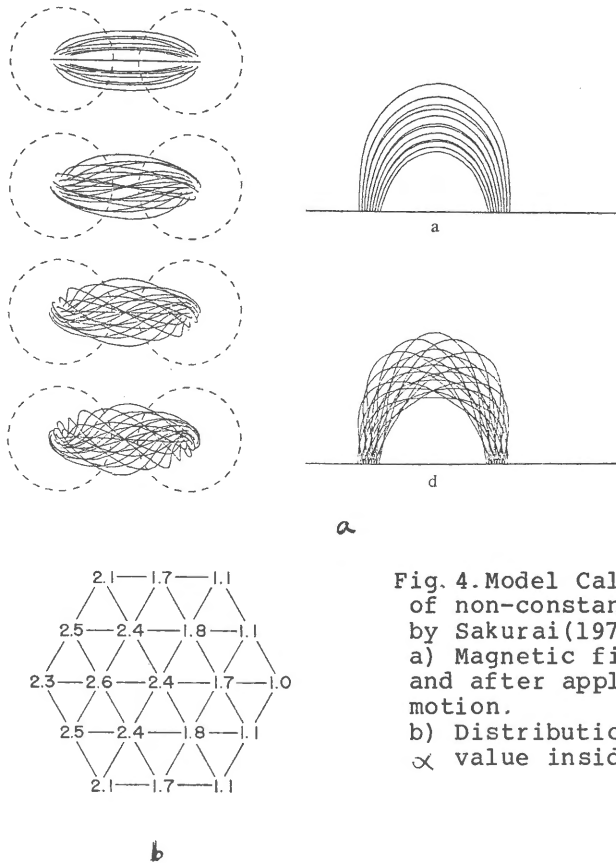 a
d
a
2.1 1.7 1.1
2.5 2.4 1.8 1.1
2.3 2.6 2.4 1.7 1.0
2.5 2.4 1.8 1.1
2.1 1.7 1.1
b
Fig. 4.Model Cal
of non-constan
by Sakurai(197
a) Magnetic fi
and after appl
motion.
b) Distributio
∝ value insid